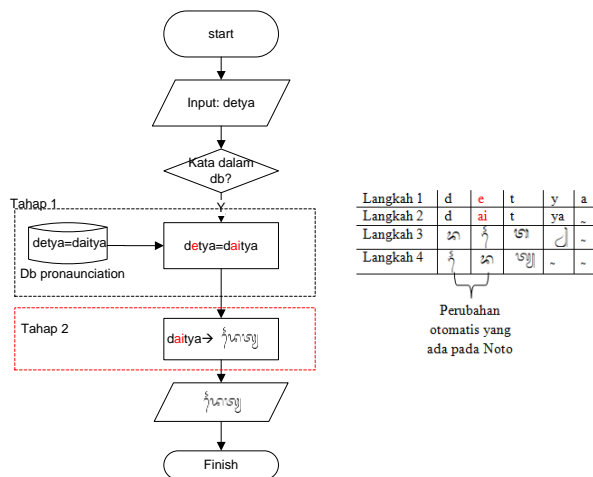 start
Input: detya
Kata dalam
db?
Y
Tahap 1
detya=daitya
Db pronaunciation
detya=daitya
Tahap 2
daitya→ ᬤᬿᬢ᭄ᬬ
ᬤᬿᬢ᭄ᬬ
Finish
Langkah 1 d e t y a
Langkah 2 d ai t ya ~
Langkah 3 ᬤ ᬿ ᬢ ᭄ᬬ ~
Langkah 4 ᬿ ᬤ ᬢ᭄ᬬ ~ ~
Perubahan
otomatis yang
ada pada Noto